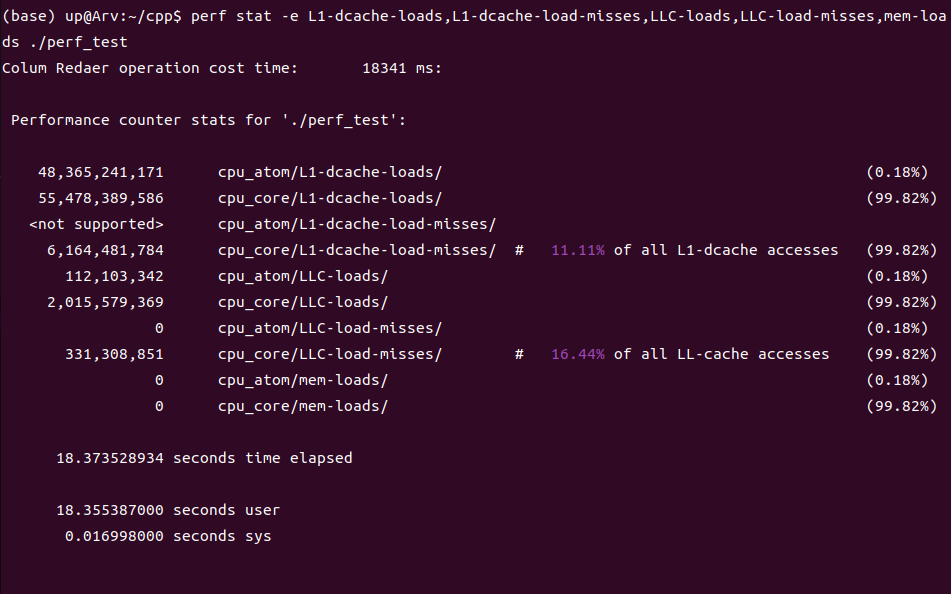 (base) up@Arv:~/cpp$ perf stat -e L1-dcache-loads,L1-dcache-load-misses,LLC-loads,LLC-load-misses,mem-loa
ds ./perf_test
Colum Redaer operation cost time:       18341 ms:
 Performance counter stats for './perf_test':
    48,365,241,171      cpu_atom/L1-dcache-loads/                                               (0.18%)
    55,478,389,586      cpu_core/L1-dcache-loads/                                               (99.82%)
   <not supported>      cpu_atom/L1-dcache-load-misses/
     6,164,481,784      cpu_core/L1-dcache-load-misses/  #   11.11% of all L1-dcache accesses   (99.82%)
       112,103,342      cpu_atom/LLC-loads/                                                     (0.18%)
     2,015,579,369      cpu_core/LLC-loads/                                                     (99.82%)
                 0      cpu_atom/LLC-load-misses/                                               (0.18%)
       331,308,851      cpu_core/LLC-load-misses/        #   16.44% of all LL-cache accesses    (99.82%)
                 0      cpu_atom/mem-loads/                                                     (0.18%)
                 0      cpu_core/mem-loads/                                                     (99.82%)
      18.373528934 seconds time elapsed
      18.355387000 seconds user
       0.016998000 seconds sys